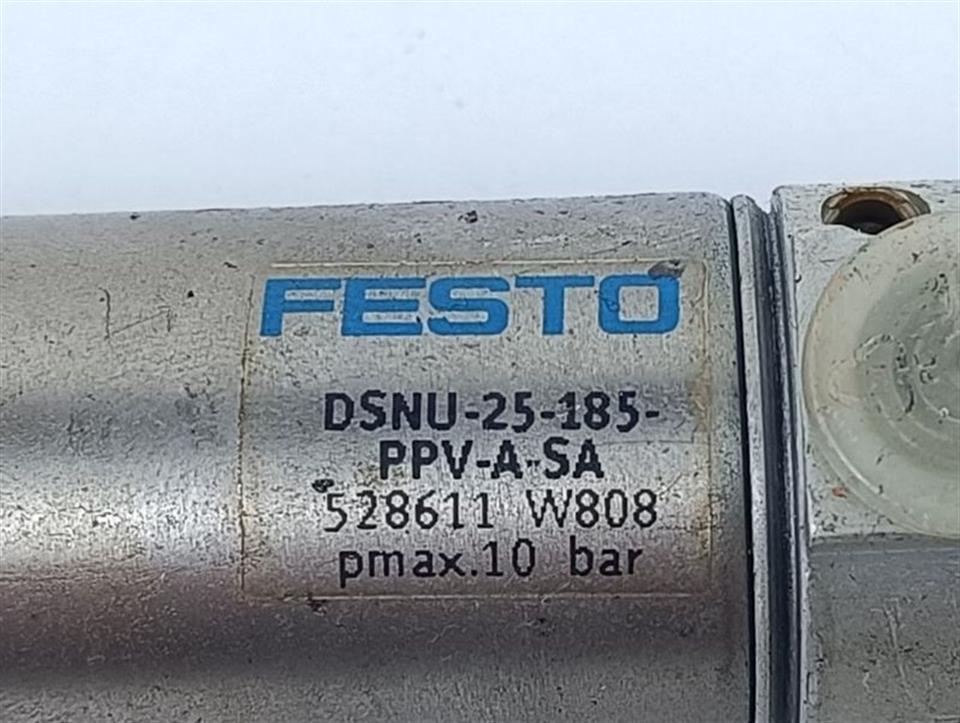 FESTO
DSNU-25-185-
PPV-A-SA
528611 W808
pmax.10 bar